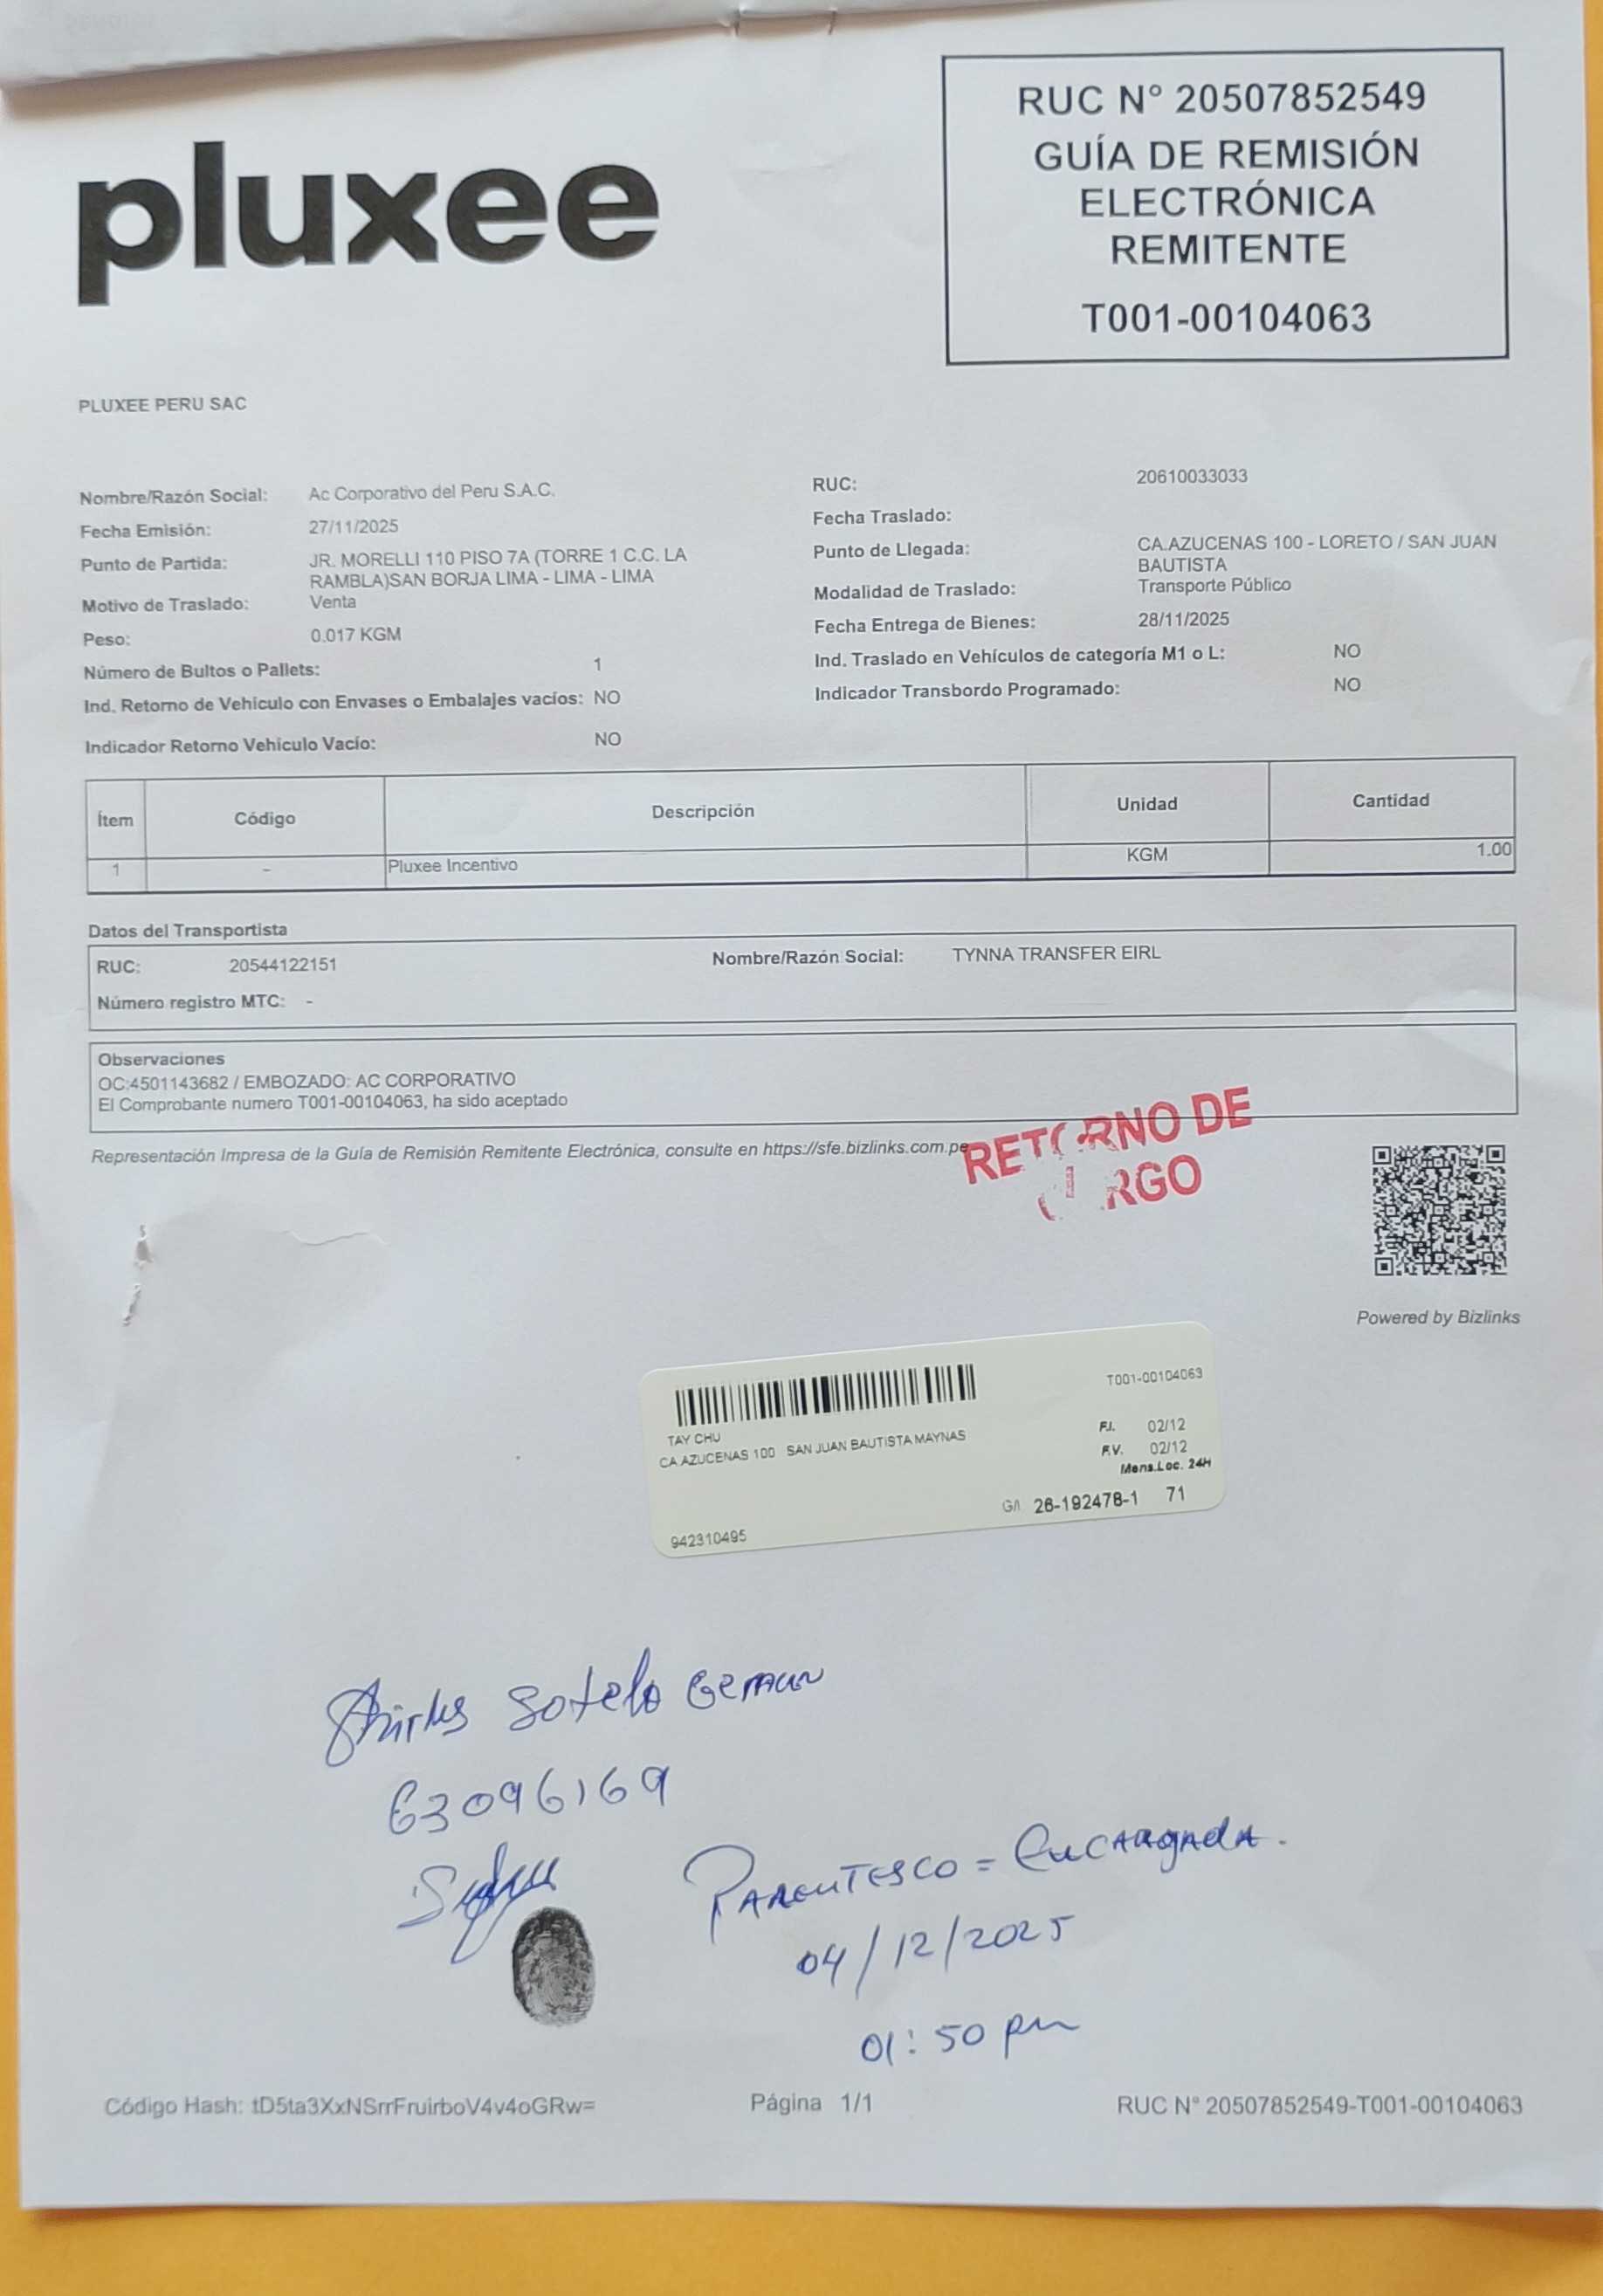 pluxee
RUC N° 20507852549
GUÍA DE REMISIÓN
ELECTRÓNICA
REMITENTE
T001-00104063
PLUXEE PERU SAC
Nombre/Razón Social: Ac Corporativo del Peru S.A.C.
Fecha Emisión: 27/11/2025
Punto de Partida: JR. MORELLI 110 PISO 7A (TORRE 1 C.C. LA
RAMBLA)SAN BORJA LIMA - LIMA - LIMA
Motivo de Traslado: Venta
Peso: 0.017 KGM
Número de Bultos o Pallets: 1
Ind. Retorno de Vehículo con Envases o Embalajes vacíos: NO
Indicador Retorno Vehículo Vacío: NO
RUC: 20610033033
Fecha Traslado:
Punto de Llegada: CA.AZUCENAS 100 - LORETO / SAN JUAN
BAUTISTA
Modalidad de Traslado: Transporte Público
Fecha Entrega de Bienes: 28/11/2025
Ind. Traslado en Vehículos de categoría M1 o L: NO
Indicador Transbordo Programado: NO
Ítem Código Descripción Unidad Cantidad
1 - Pluxee Incentivo KGM 1.00
Datos del Transportista
RUC: 20544122151 Nombre/Razón Social: TYNNA TRANSFER EIRL
Número registro MTC: -
Observaciones
OC:4501143682 / EMBOZADO: AC CORPORATIVO
El Comprobante numero T001-00104063, ha sido aceptado
Representación Impresa de la Guía de Remisión Remitente Electrónica, consulte en https://sfe.bizlinks.com.pe
RETORNO DE
CARGO
Powered by Bizlinks
T001-00104063
TAY CHU
CA AZUCENAS 100 SAN JUAN BAUTISTA MAYNAS
F.I. 02/12
F.V. 02/12
Mens.Loc. 24H
G/I 26-192478-1 71
942310495
Sotelo
63096169
PARENTESCO = ENCARGADA.
04/12/2025
01:50 pm
Código Hash: tD5ta3XxNSrrFruirboV4v4oGRw=
Página 1/1
RUC N° 20507852549-T001-00104063